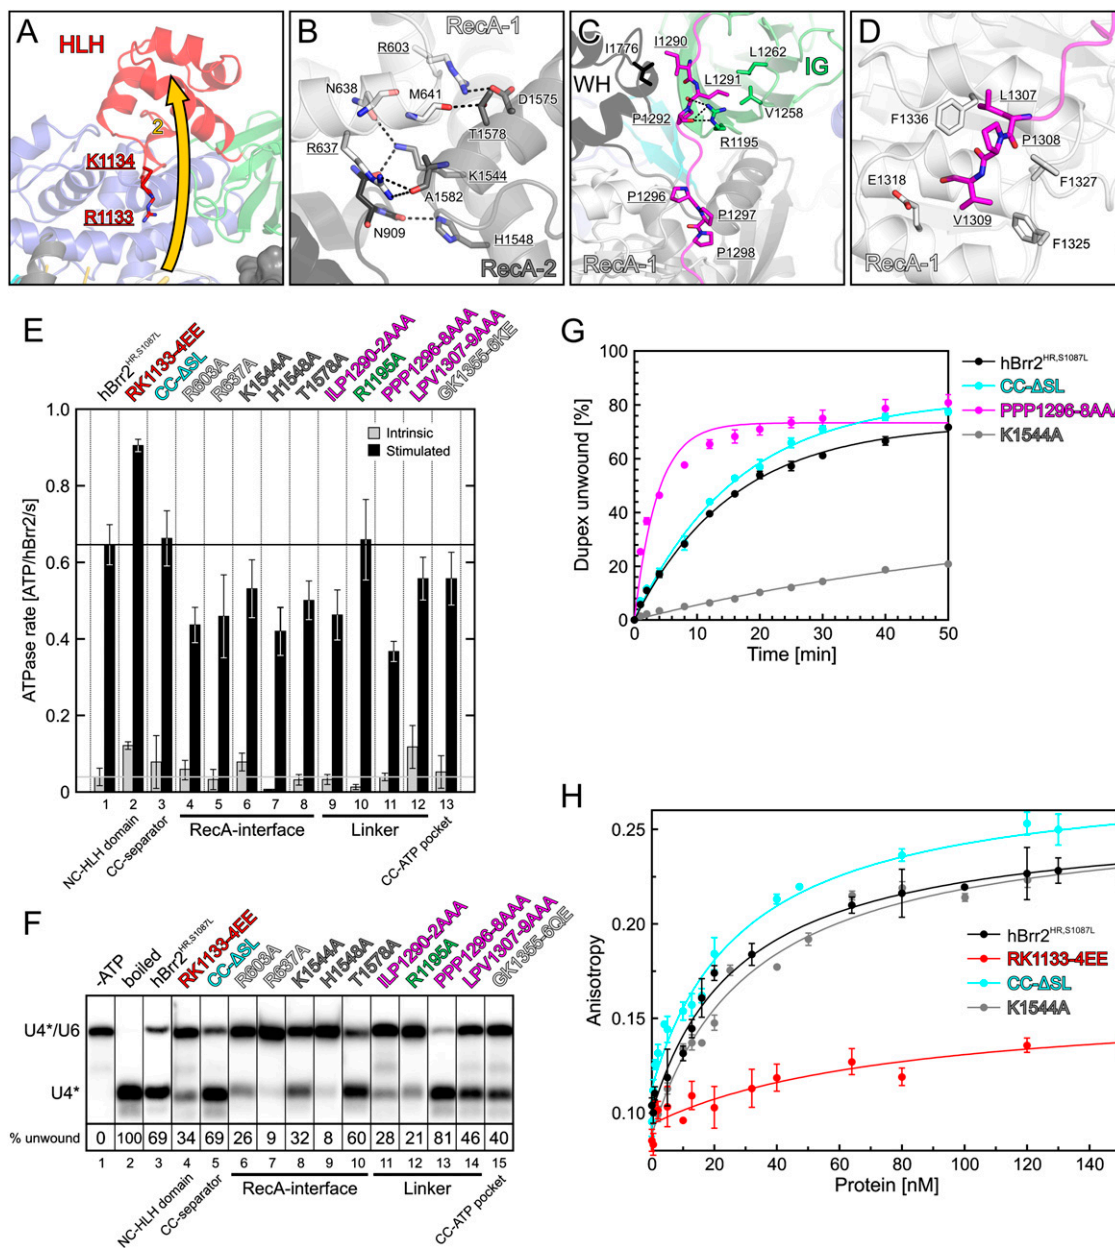 A
HLH
2
K1134
R1133
B
RecA-1
R603
N638
M641
D1575
T1578
R637
K1544
A1582
N909
H1548
RecA-2
C
I1776
I1290
L1262
WH
L1291
IG
V1258
P1292
R1195
P1296
P1297
P1298
RecA-1
D
L1307
F1336
P1308
E1318
F1327
V1309
F1325
RecA-1
E
hBrr2HR,S1087L
RK1133-4EE
CC-ΔSL
R603A
R637A
K1544A
H1548A
T1578A
ILP1290-2AAA
R1195A
PPP1296-8AAA
LPV1307-9AAA
GK1355-6KE
ATPase rate [ATP/hBrr2/s]
1.0
0.8
0.6
0.4
0.2
0
Intrinsic
Stimulated
1 2 3 4 5 6 7 8 9 10 11 12 13
NC-HLH domain
CC-separator
RecA-interface
Linker
CC-ATP pocket
F
-ATP
boiled
hBrr2HR,S1087L
RK1133-4EE
CC-ΔSL
R603A
R637A
K1544A
H1548A
T1578A
ILP1290-2AAA
R1195A
PPP1296-8AAA
LPV1307-9AAA
GK1355-6QE
U4*/U6
U4*
% unwound 0 100 69 34 69 26 9 32 8 60 28 21 81 46 40
1 2 3 4 5 6 7 8 9 10 11 12 13 14 15
NC-HLH domain
CC-separator
RecA-interface
Linker
CC-ATP pocket
G
Dupex unwound [%]
100
80
60
40
20
0
0 10 20 30 40 50
Time [min]
hBrr2HR,S1087L
CC-ΔSL
PPP1296-8AAA
K1544A
H
Anisotropy
0.25
0.20
0.15
0.10
0 20 40 60 80 100 120 140
Protein [nM]
hBrr2HR,S1087L
RK1133-4EE
CC-ΔSL
K1544A